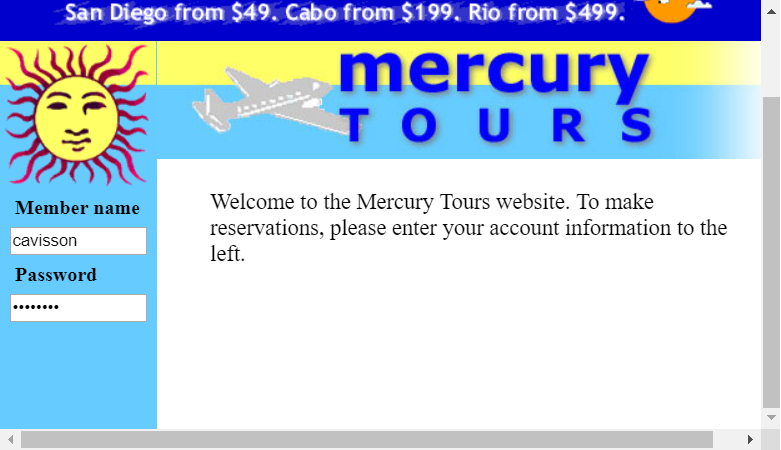 San Diego from $49. Cabo from $199. Rio from $499.
mercury
TOURS
Member name
cavisson
Password
••••••••
Welcome to the Mercury Tours website. To make
reservations, please enter your account information to the
left.